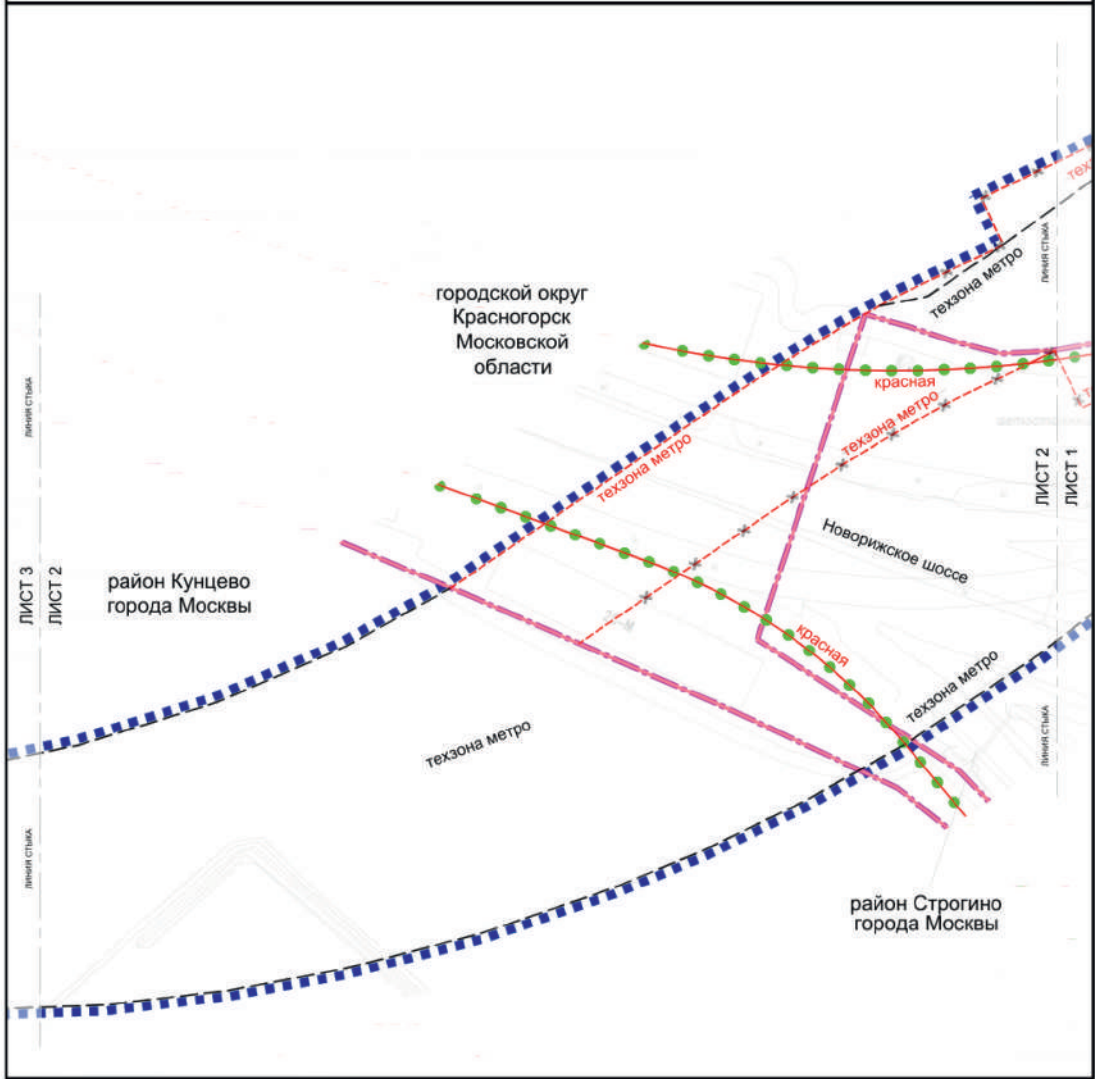 техзона метро
линия стыка
городской округ
Красногорск
Московской
области
линия стыка
красная
техзона метро
техзона метро
ЛИСТ 2
ЛИСТ 1
Новорижское шоссе
ЛИСТ 3
ЛИСТ 2
район Кунцево
города Москвы
красная
техзона метро
техзона метро
линия стыка
линия стыка
район Строгино
города Москвы